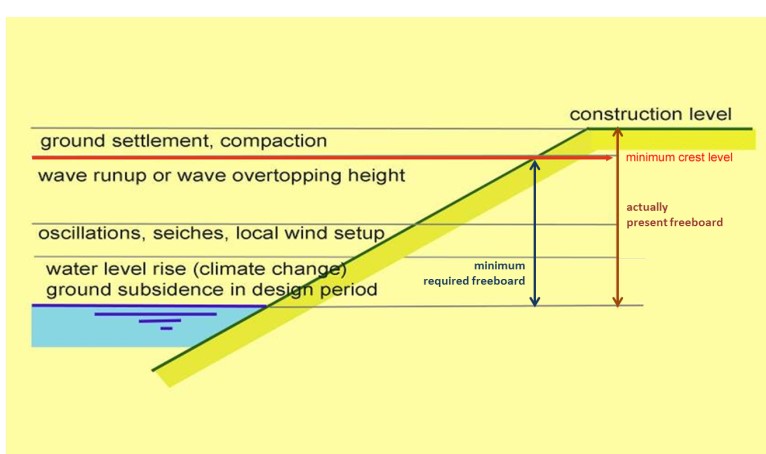 construction level
ground settlement, compaction
minimum crest level
wave runup or wave overtopping height
actually
present freeboard
oscillations, seiches, local wind setup
water level rise (climate change)
minimum
required freeboard
ground subsidence in design period